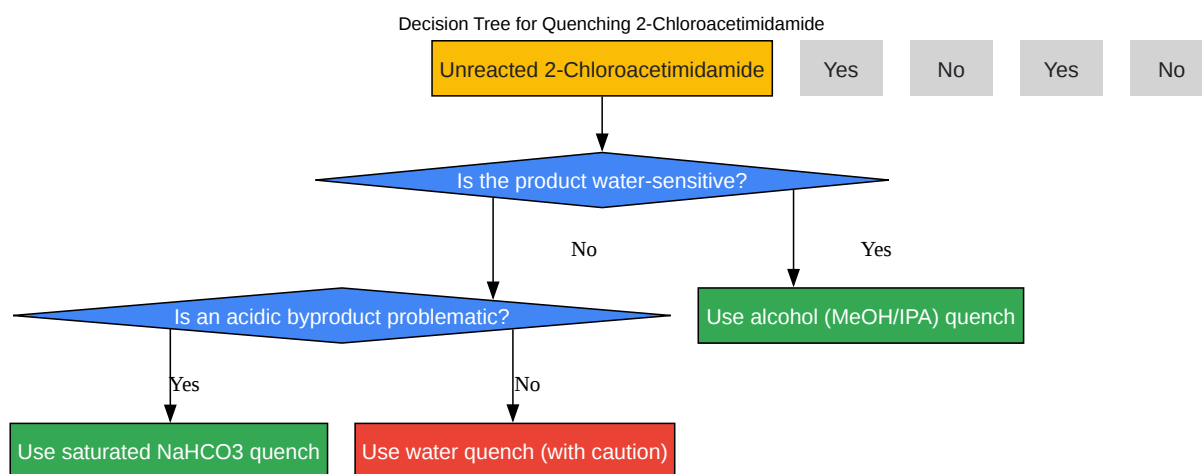 Decision Tree for Quenching 2-Chloroacetimidamide
Unreacted 2-Chloroacetimidamide
Yes
No
Yes
No
Is the product water-sensitive?
No
Yes
Is an acidic byproduct problematic?
Use alcohol (MeOH/IPA) quench
Yes
No
Use saturated NaHCO3 quench
Use water quench (with caution)